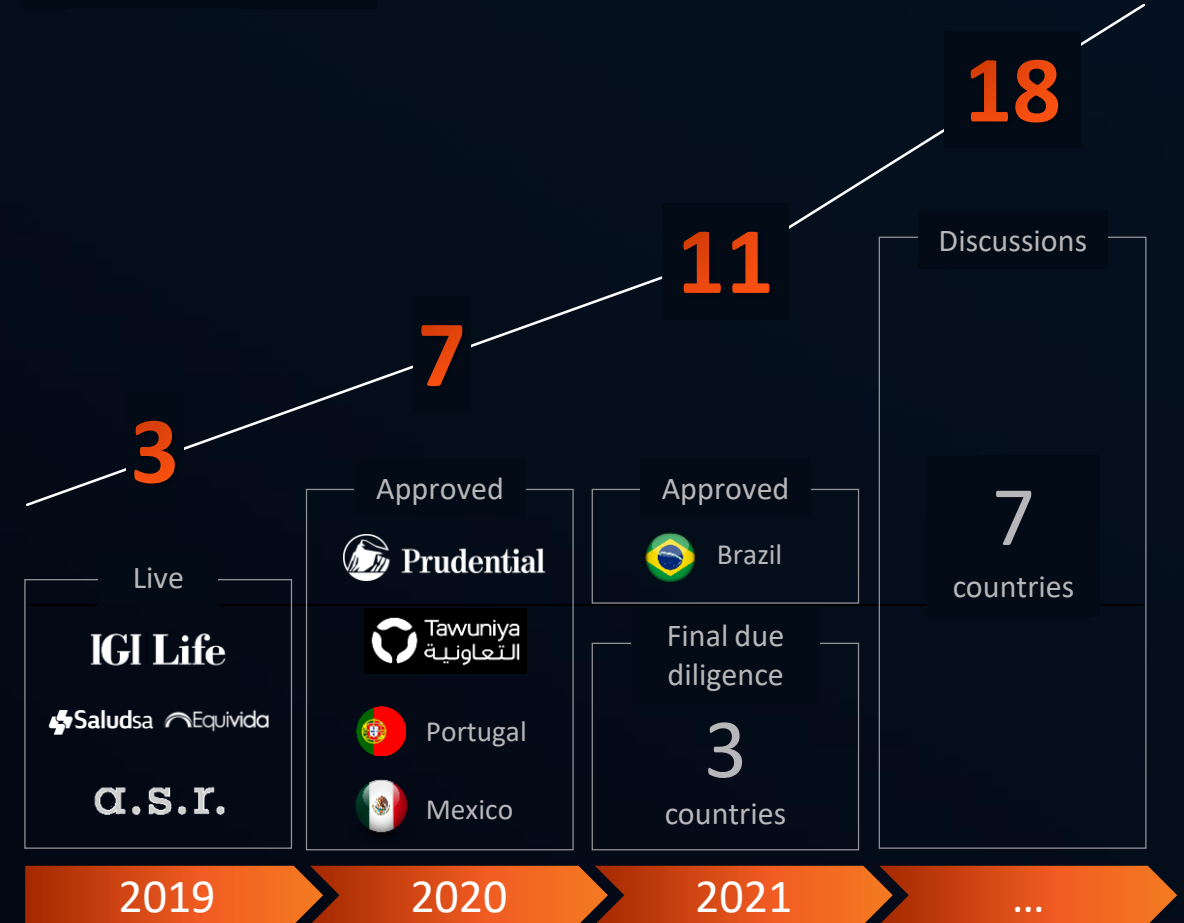 18
11
7
3
Discussions
7
countries
Approved
Prudential
Tawuniya
التعاونية
Portugal
Mexico
Approved
Brazil
Final due
diligence
3
countries
Live
IGI Life
Saludsa Equivida
a.s.r.
2019
2020
2021
...